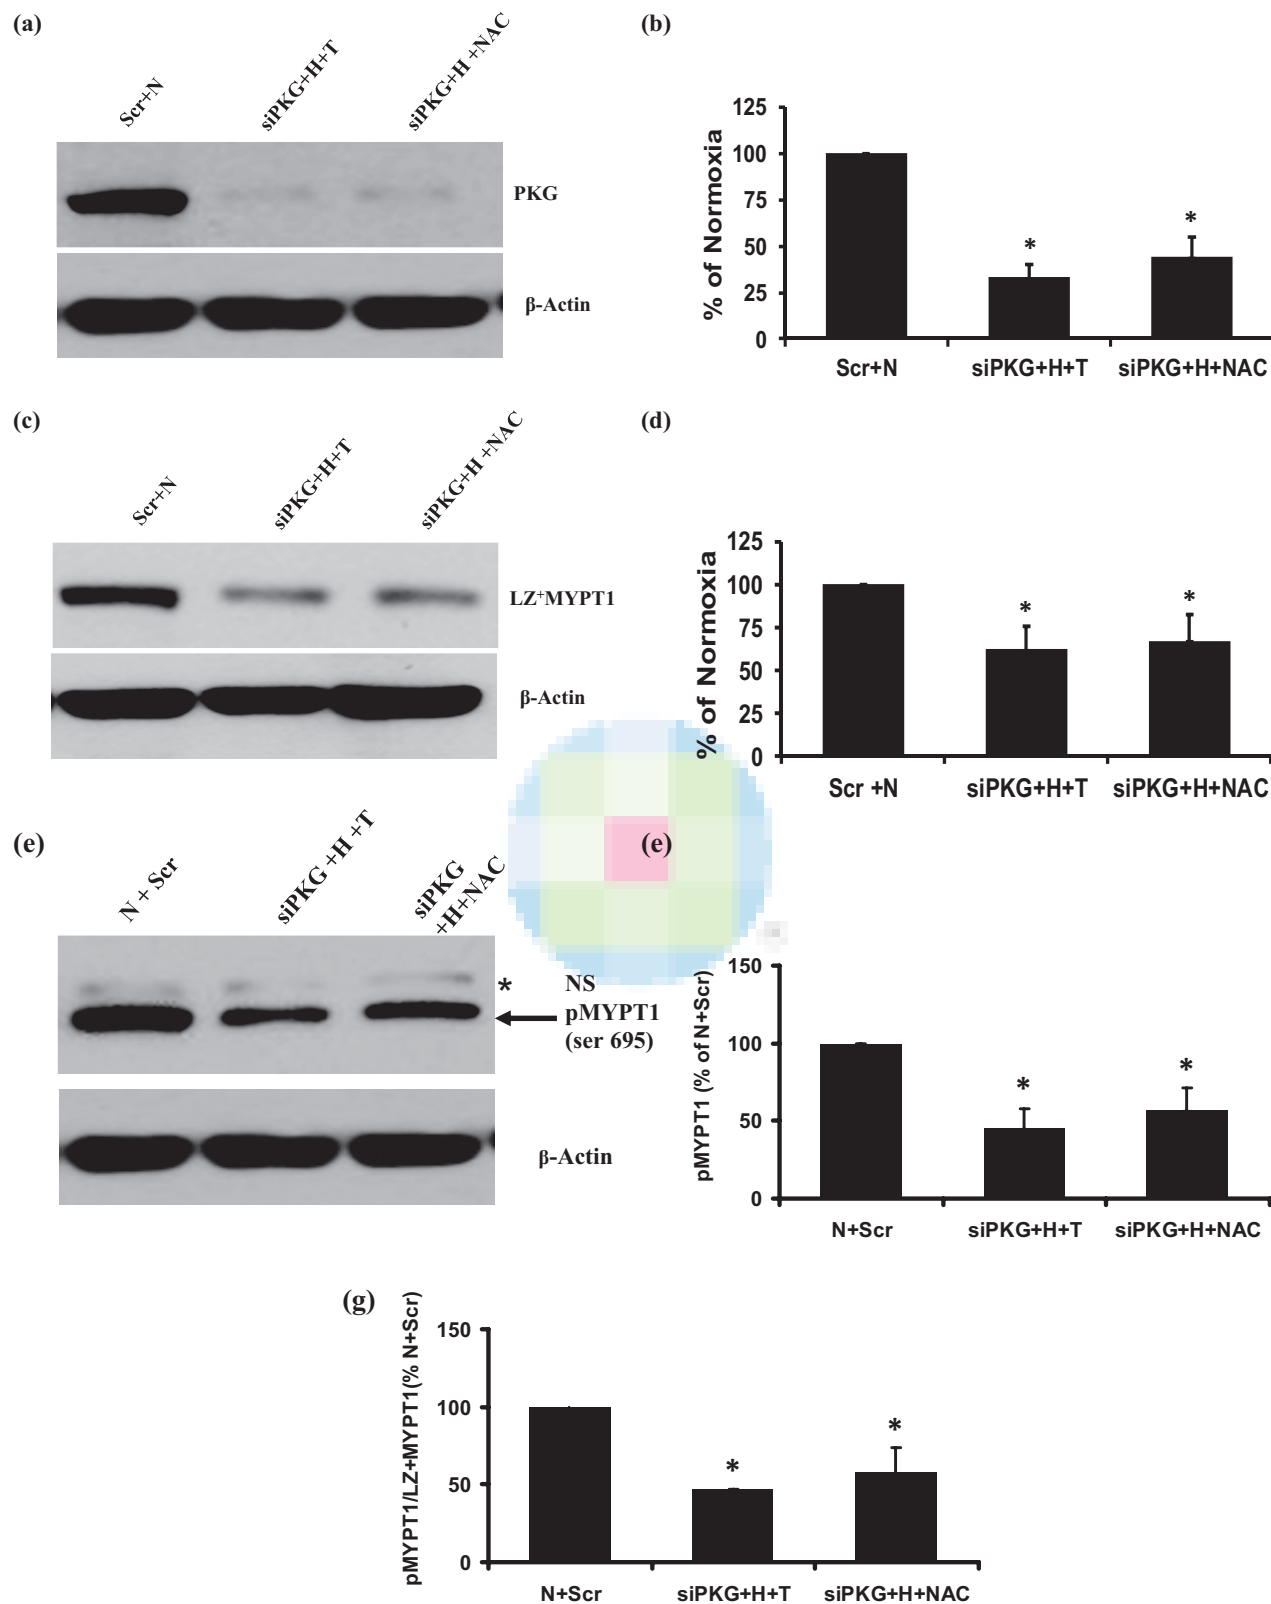 (a)
Scr+N
siPKG+H+T
siPKG+H +NAC
PKG
β-Actin
(b)
% of Normoxia
125
100
75
50
25
0
*
*
Scr+N
siPKG+H+T
siPKG+H+NAC
(c)
Scr+N
siPKG+H+T
siPKG+H +NAC
LZ+MYPT1
β-Actin
(d)
% of Normoxia
125
100
75
50
25
0
*
*
Scr +N
siPKG+H+T
siPKG+H+NAC
(e)
N + Scr
siPKG +H +T
siPKG
+H+NAC
*
NS
pMYPT1
(ser 695)
β-Actin
(e)
pMYPT1 (% of N+Scr)
150
100
50
0
*
*
N+Scr
siPKG+H+T
siPKG+H+NAC
(g)
pMYPT1/LZ+MYPT1(% N+Scr)
150
100
50
0
*
*
N+Scr
siPKG+H+T
siPKG+H+NAC